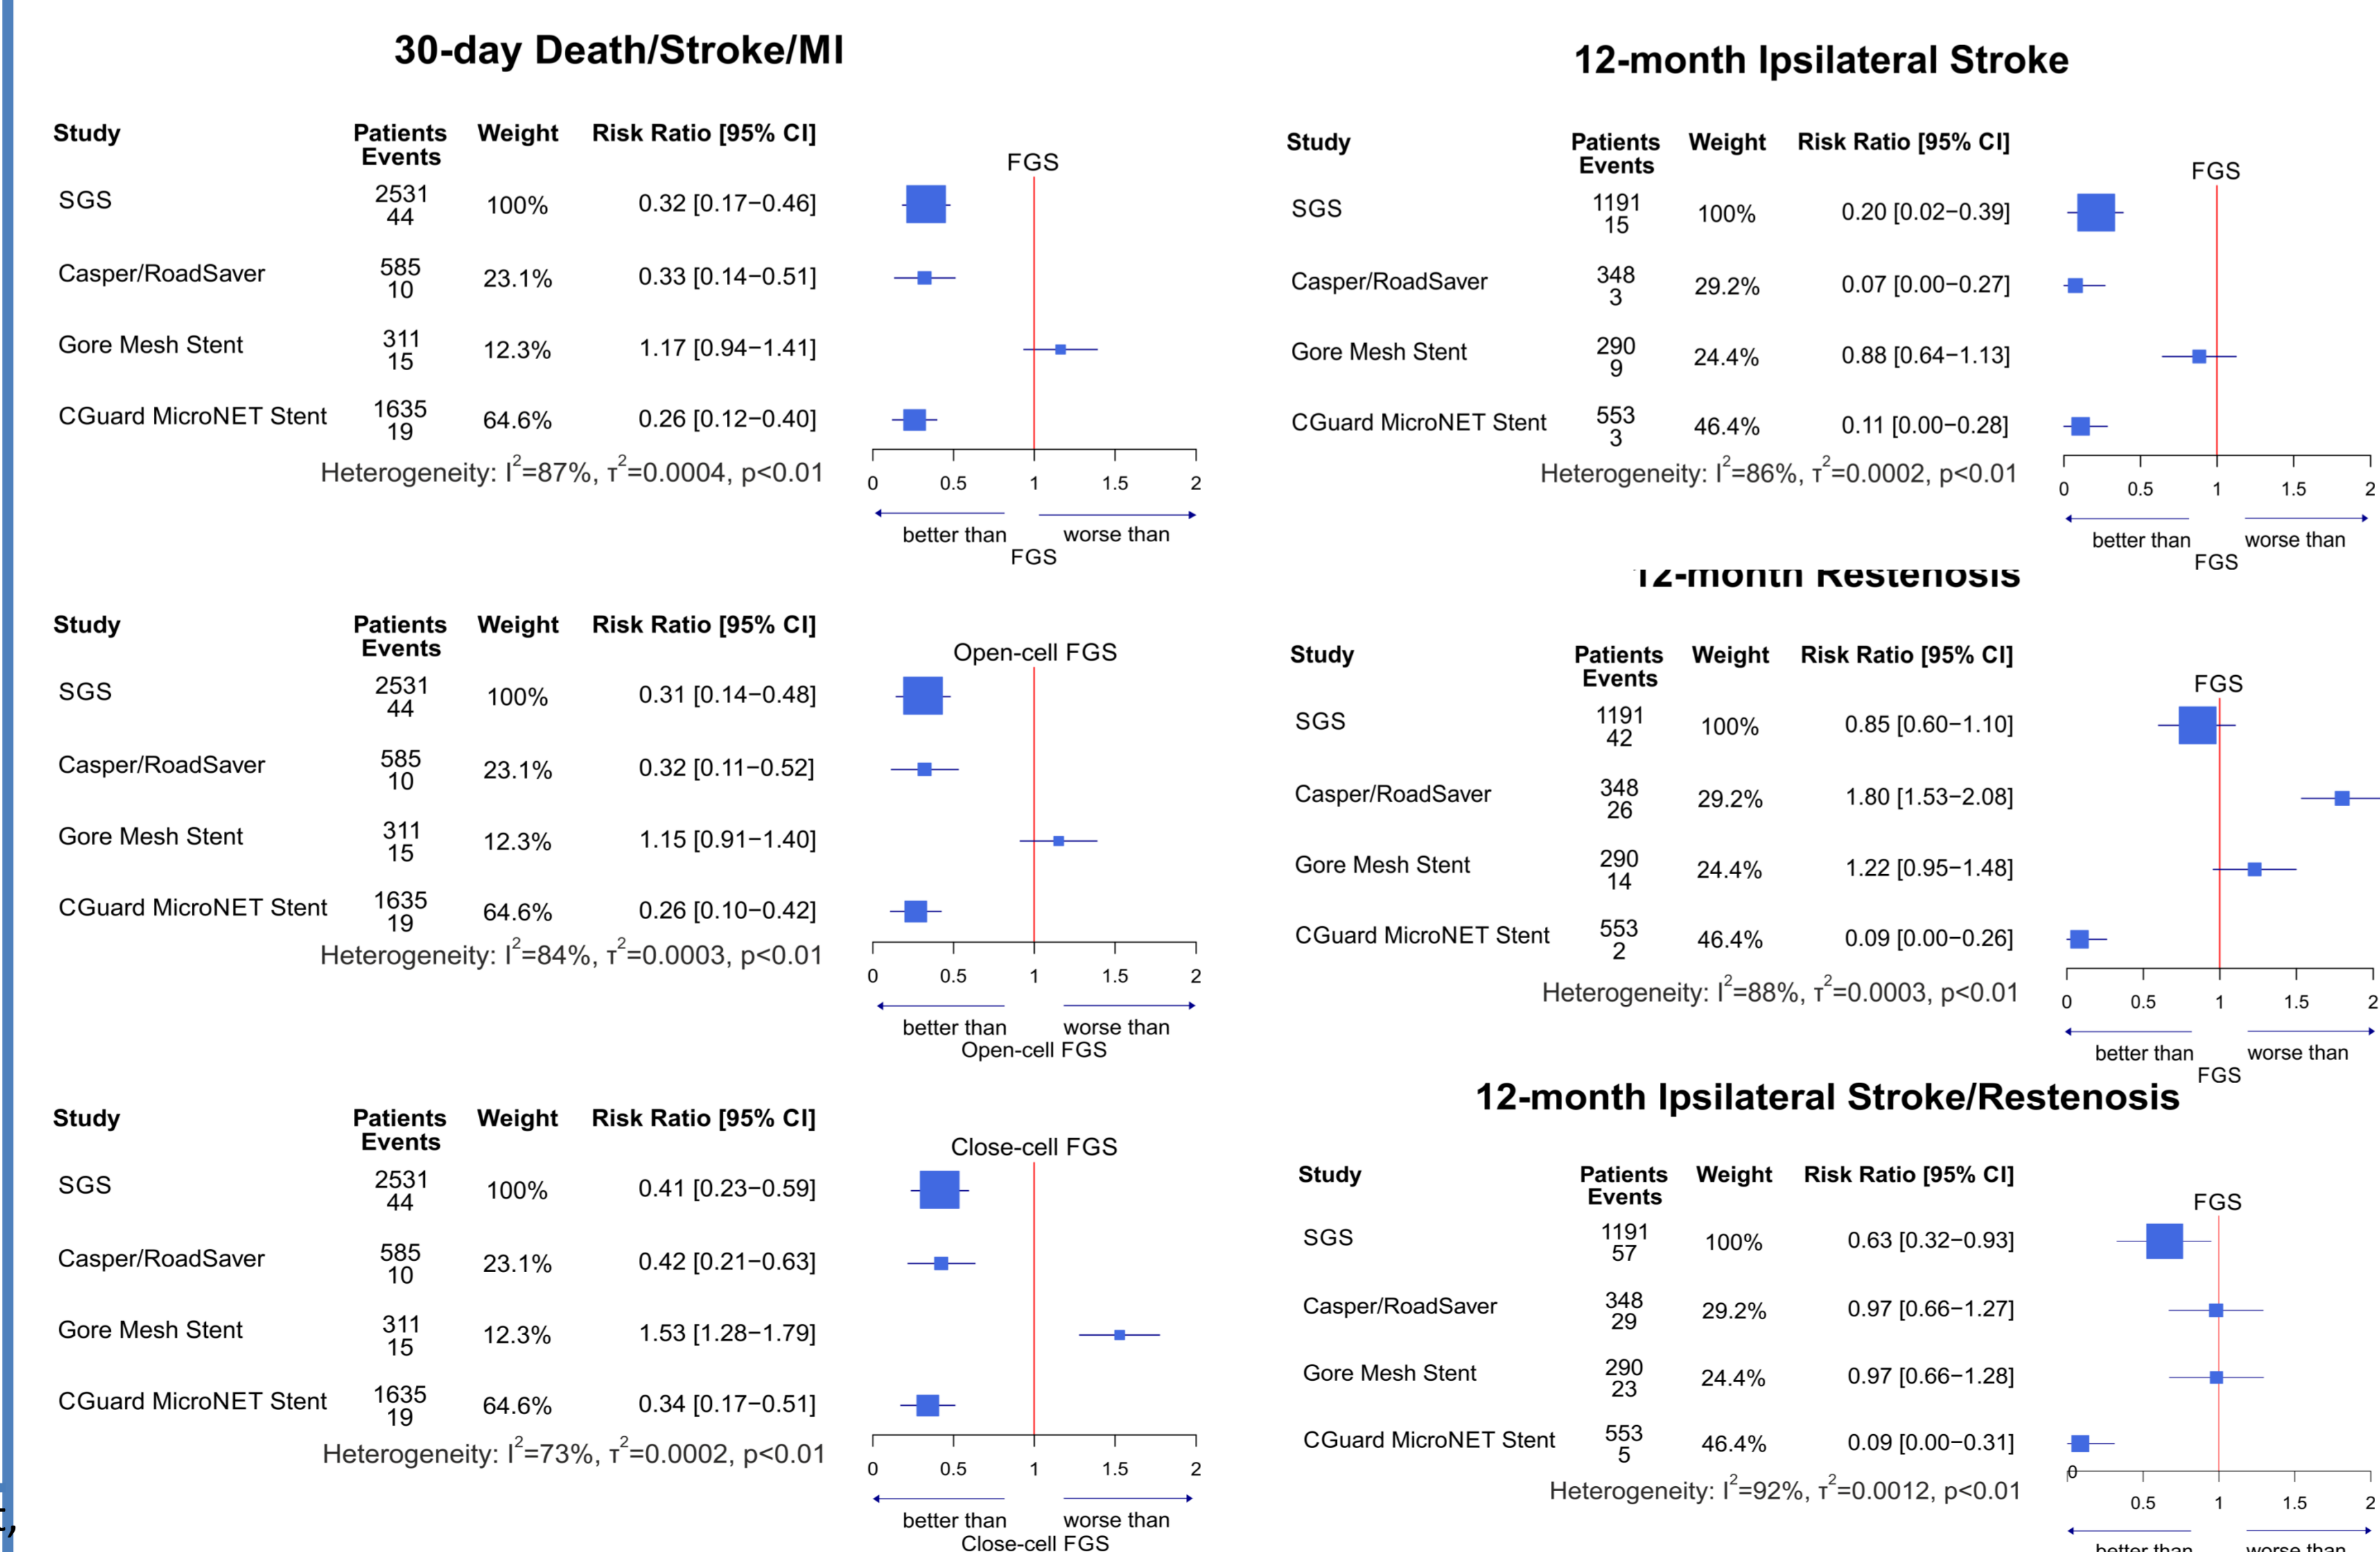 30-day Death/Stroke/MI
Study Patients Events Weight Risk Ratio [95% CI]
FGS
SGS 2531 44 100% 0.32 [0.17−0.46]
Casper/RoadSaver 585 10 23.1% 0.33 [0.14−0.51]
Gore Mesh Stent 311 15 12.3% 1.17 [0.94−1.41]
CGuard MicroNET Stent 1635 19 64.6% 0.26 [0.12−0.40]
Heterogeneity: I²=87%, τ²=0.0004, p<0.01
0 0.5 1 1.5 2
better than worse than
FGS
Study Patients Events Weight Risk Ratio [95% CI]
Open-cell FGS
SGS 2531 44 100% 0.31 [0.14−0.48]
Casper/RoadSaver 585 10 23.1% 0.32 [0.11−0.52]
Gore Mesh Stent 311 15 12.3% 1.15 [0.91−1.40]
CGuard MicroNET Stent 1635 19 64.6% 0.26 [0.10−0.42]
Heterogeneity: I²=84%, τ²=0.0003, p<0.01
0 0.5 1 1.5 2
better than worse than
Open-cell FGS
Study Patients Events Weight Risk Ratio [95% CI]
Close-cell FGS
SGS 2531 44 100% 0.41 [0.23−0.59]
Casper/RoadSaver 585 10 23.1% 0.42 [0.21−0.63]
Gore Mesh Stent 311 15 12.3% 1.53 [1.28−1.79]
CGuard MicroNET Stent 1635 19 64.6% 0.34 [0.17−0.51]
Heterogeneity: I²=73%, τ²=0.0002, p<0.01
0 0.5 1 1.5 2
better than worse than
Close-cell FGS
12-month Ipsilateral Stroke
Study Patients Events Weight Risk Ratio [95% CI]
FGS
SGS 1191 15 100% 0.20 [0.02−0.39]
Casper/RoadSaver 348 3 29.2% 0.07 [0.00−0.27]
Gore Mesh Stent 290 9 24.4% 0.88 [0.64−1.13]
CGuard MicroNET Stent 553 3 46.4% 0.11 [0.00−0.28]
Heterogeneity: I²=86%, τ²=0.0002, p<0.01
0 0.5 1 1.5 2
better than worse than
FGS
12-month Restenosis
Study Patients Events Weight Risk Ratio [95% CI]
FGS
SGS 1191 42 100% 0.85 [0.60−1.10]
Casper/RoadSaver 348 26 29.2% 1.80 [1.53−2.08]
Gore Mesh Stent 290 14 24.4% 1.22 [0.95−1.48]
CGuard MicroNET Stent 553 2 46.4% 0.09 [0.00−0.26]
Heterogeneity: I²=88%, τ²=0.0003, p<0.01
0 0.5 1 1.5 2
better than worse than
FGS
12-month Ipsilateral Stroke/Restenosis
Study Patients Events Weight Risk Ratio [95% CI]
FGS
SGS 1191 57 100% 0.63 [0.32−0.93]
Casper/RoadSaver 348 29 29.2% 0.97 [0.66−1.27]
Gore Mesh Stent 290 23 24.4% 0.97 [0.66−1.28]
CGuard MicroNET Stent 553 5 46.4% 0.09 [0.00−0.31]
Heterogeneity: I²=92%, τ²=0.0012, p<0.01
0 0.5 1 1.5 2
better than worse than